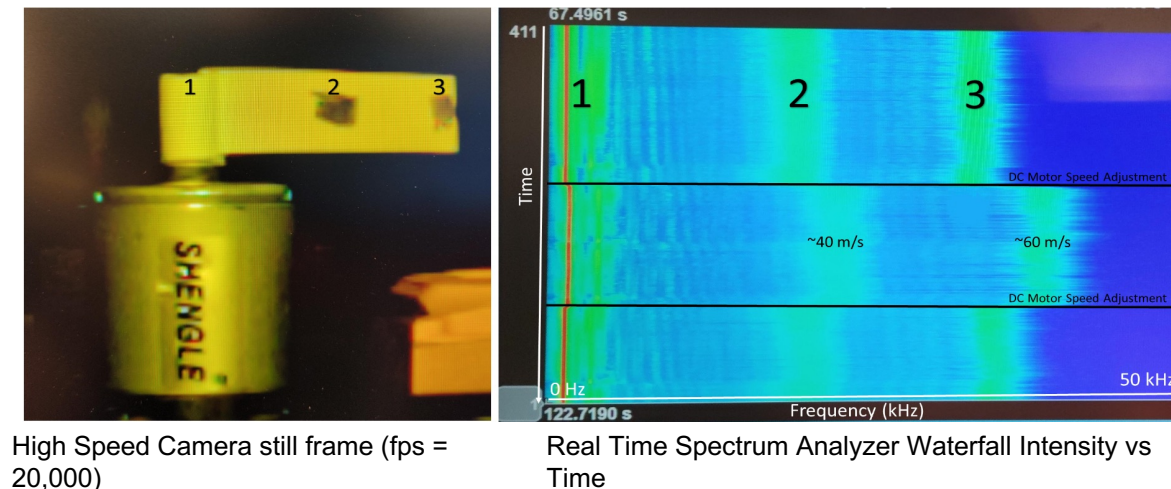 1
2
3
SHENGLE
67.4961 s
411
1
2
3
Time
DC Motor Speed Adjustment
~40 m/s
~60 m/s
DC Motor Speed Adjustment
0 Hz
50 kHz
1
122.7190 s
Frequency (kHz)
High Speed Camera still frame (fps =
20,000)
Real Time Spectrum Analyzer Waterfall Intensity vs
Time